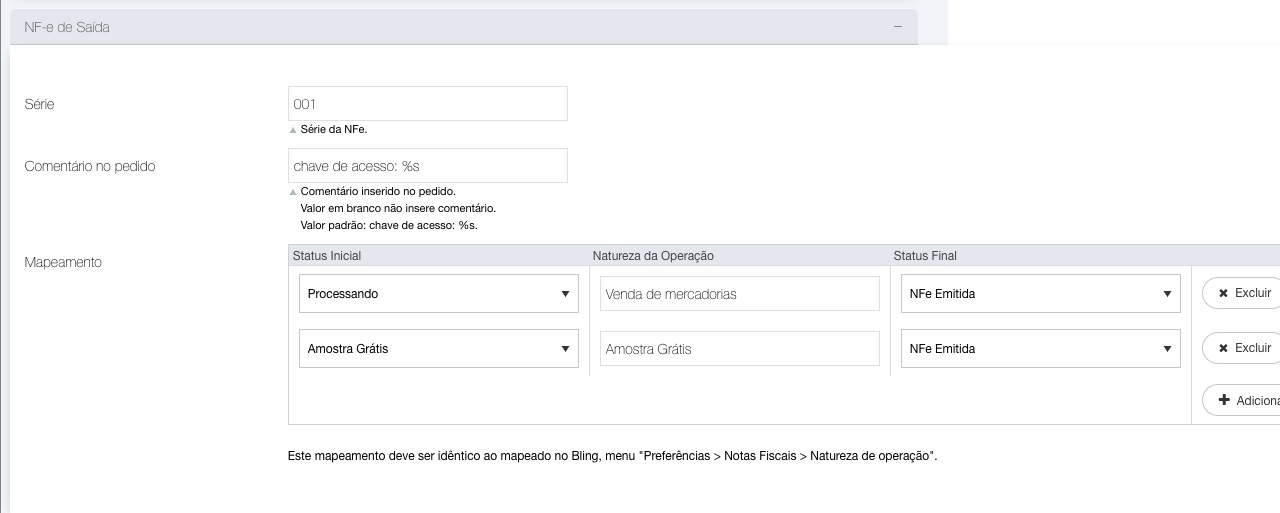 NF-e de Saída
Série
001
Série da NFe.
Comentário no pedido
chave de acesso: %s
Comentário inserido no pedido.
Valor em branco não insere comentário.
Valor padrão: chave de acesso: %s.
Mapeamento
Status Inicial Natureza da Operação Status Final
Processando Venda de mercadorias NFe Emitida Excluir
Amostra Grátis Amostra Grátis NFe Emitida Excluir
Adiciona
Este mapeamento deve ser idêntico ao mapeado no Bling, menu "Preferências > Notas Fiscais > Natureza de operação".